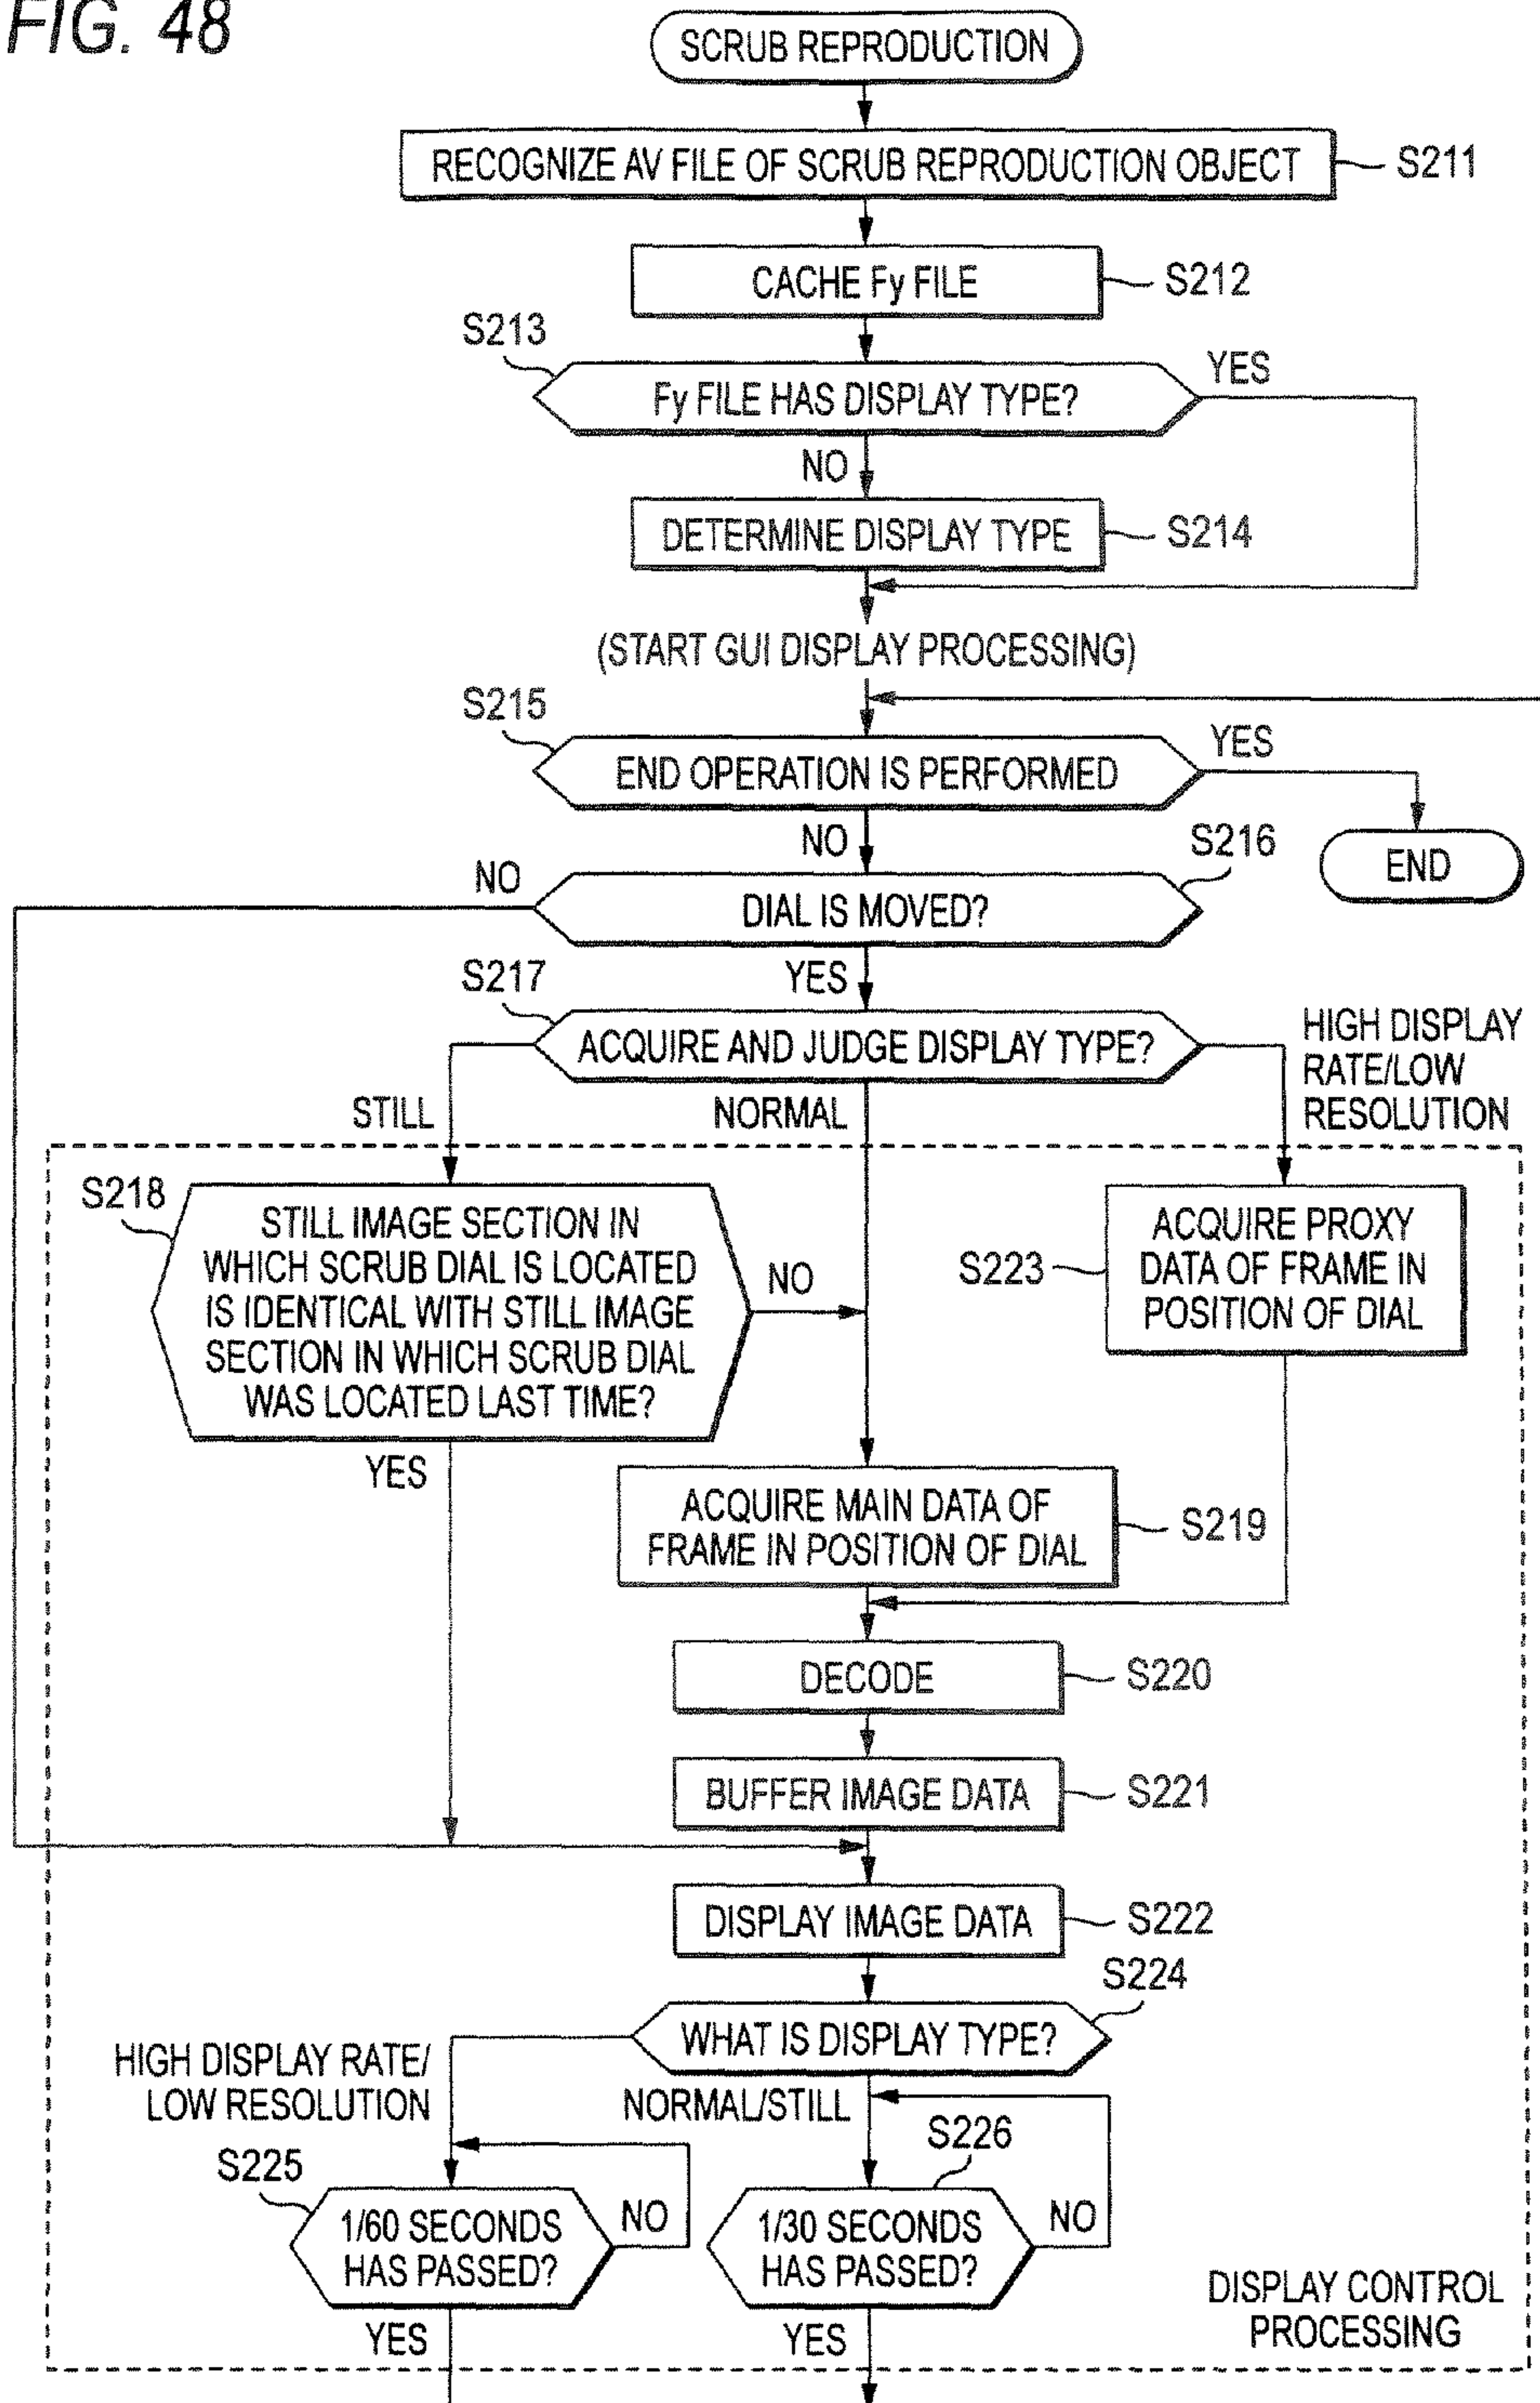 FIG. 48
SCRUB REPRODUCTION
RECOGNIZE AV FILE OF SCRUB REPRODUCTION OBJECT
S211
CACHE Fy FILE
S212
S213
Fy FILE HAS DISPLAY TYPE?
YES
NO
DETERMINE DISPLAY TYPE
S214
(START GUI DISPLAY PROCESSING)
S215
END OPERATION IS PERFORMED
YES
NO
END
S216
NO
DIAL IS MOVED?
YES
S217
ACQUIRE AND JUDGE DISPLAY TYPE?
HIGH DISPLAY
RATE/LOW
RESOLUTION
STILL
NORMAL
S218
STILL IMAGE SECTION IN
WHICH SCRUB DIAL IS LOCATED
IS IDENTICAL WITH STILL IMAGE
SECTION IN WHICH SCRUB DIAL
WAS LOCATED LAST TIME?
NO
YES
S223
ACQUIRE PROXY
DATA OF FRAME IN
POSITION OF DIAL
ACQUIRE MAIN DATA OF
FRAME IN POSITION OF DIAL
S219
DECODE
S220
BUFFER IMAGE DATA
S221
DISPLAY IMAGE DATA
S222
S224
WHAT IS DISPLAY TYPE?
HIGH DISPLAY RATE/
LOW RESOLUTION
NORMAL/STILL
S225
1/60 SECONDS
HAS PASSED?
NO
YES
S226
1/30 SECONDS
HAS PASSED?
NO
YES
DISPLAY CONTROL
PROCESSING